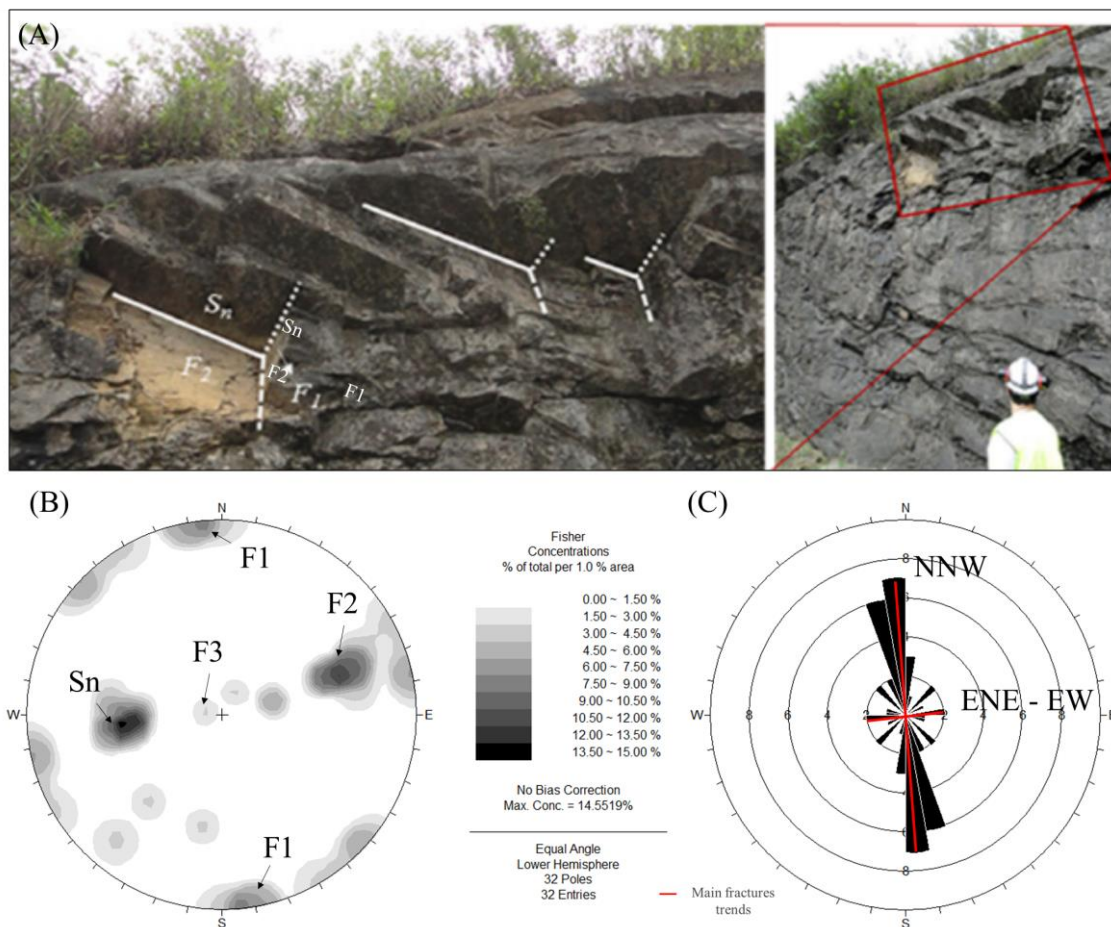 (A)
Sn
Sn
F2
F2
F1
F1
(B)
N
F1
F2
F3
Sn
W
E
F1
S
Fisher
Concentrations
% of total per 1.0 % area
0.00 ~ 1.50 %
1.50 ~ 3.00 %
3.00 ~ 4.50 %
4.50 ~ 6.00 %
6.00 ~ 7.50 %
7.50 ~ 9.00 %
9.00 ~ 10.50 %
10.50 ~ 12.00 %
12.00 ~ 13.50 %
13.50 ~ 15.00 %
No Bias Correction
Max. Conc. = 14.5519%
Equal Angle
Lower Hemisphere
32 Poles
32 Entries
Main fractures
trends
(C)
N
8
NNW
ENE - EW
W
8
6
4
2
2
4
6
8
6
8
S